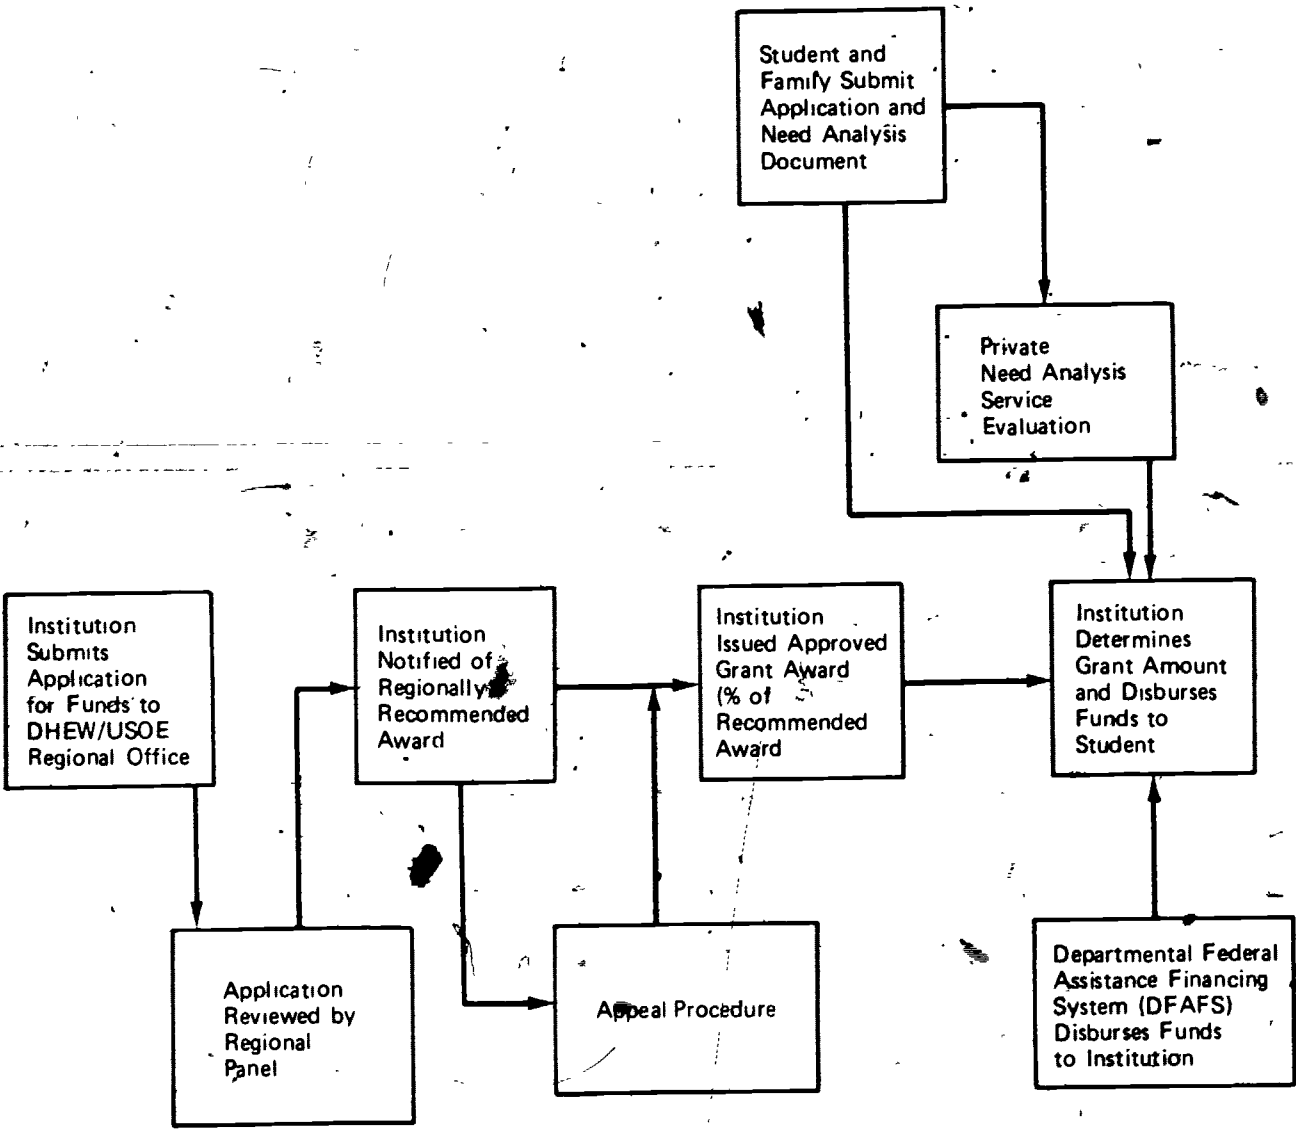 Student and
Family Submit
Application and
Need Analysis
Document
Private
Need Analysis
Service
Evaluation
Institution
Submits
Application
for Funds to
DHEW/USOE
Regional Office
Institution
Notified of
Regionally
Recommended
Award
Institution
Issued Approved
Grant Award
(% of
Recommended
Award
Institution
Determines
Grant Amount
and Disburses
Funds to
Student
Application
Reviewed by
Regional
Panel
Appeal Procedure
Departmental Federal
Assistance Financing
System (DFAFS)
Disburses Funds
to Institution